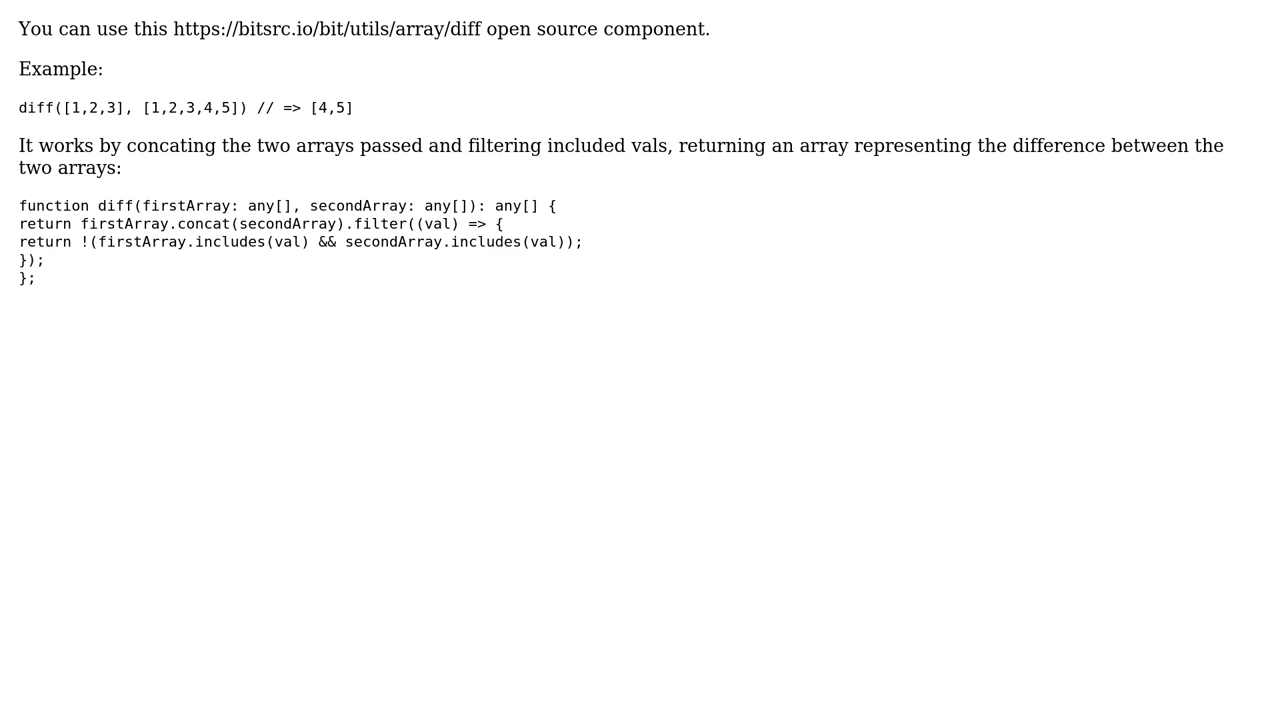 You can use this https://bitsrc.io/bit/utils/array/diff open source component.
Example:
diff([1,2,3], [1,2,3,4,5]) // => [4,5]
It works by concating the two arrays passed and filtering included vals, returning an array representing the difference between the
two arrays:
function diff(firstArray: any[], secondArray: any[]): any[] {
return firstArray.concat(secondArray).filter((val) => {
return !(firstArray.includes(val) && secondArray.includes(val));
});
};